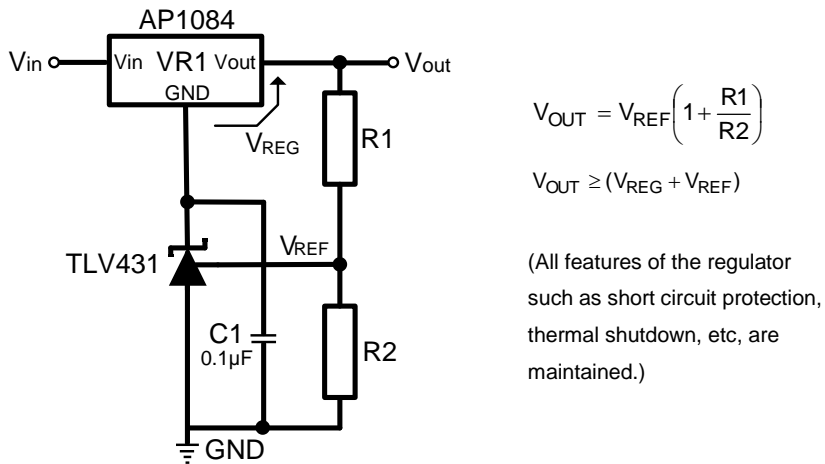 AP1084
Vin
Vin VR1 Vout
GND
Vout
VREG
R1
TLV431
VREF
C1
0.1µF
R2
GND
VOUT = VREF(1 + R1/R2)
VOUT ≥ (VREG + VREF)
(All features of the regulator
such as short circuit protection,
thermal shutdown, etc, are
maintained.)